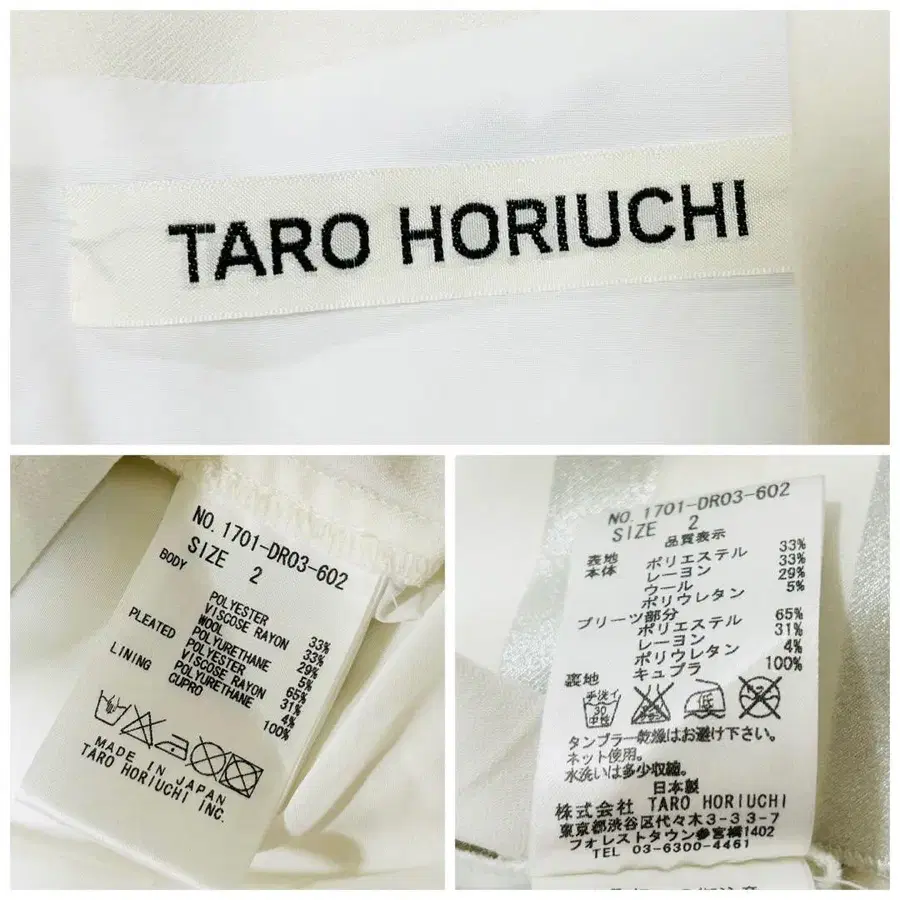 TARO HORIUCHI
NO. 1701-DR03-602
SIZE 2
BODY
POLYESTER 33%
VISCOSE RAYON 33%
WOOL 29%
POLYURETHANE 5%
PLEATED
POLYESTER 65%
VISCOSE RAYON 31%
POLYURETHANE 4%
LINING
CUPRO 100%
MADE IN JAPAN
TARO HORIUCHI INC.
NO. 1701-DR03-602
SIZE 2
品質表示
表地
本体 ポリエステル 33%
レーヨン 33%
ウール 29%
ポリウレタン 5%
プリーツ部分
ポリエステル 65%
レーヨン 31%
ポリウレタン 4%
裏地 キュプラ 100%
手洗イ
30
中性
低
タンブラー乾燥はお避け下さい。
ネット使用。
水洗いは多少収縮。
日本製
株式会社 TARO HORIUCHI
東京都渋谷区代々木3-33-7
フォレストタウン参宮橋1402
TEL 03-6300-4461